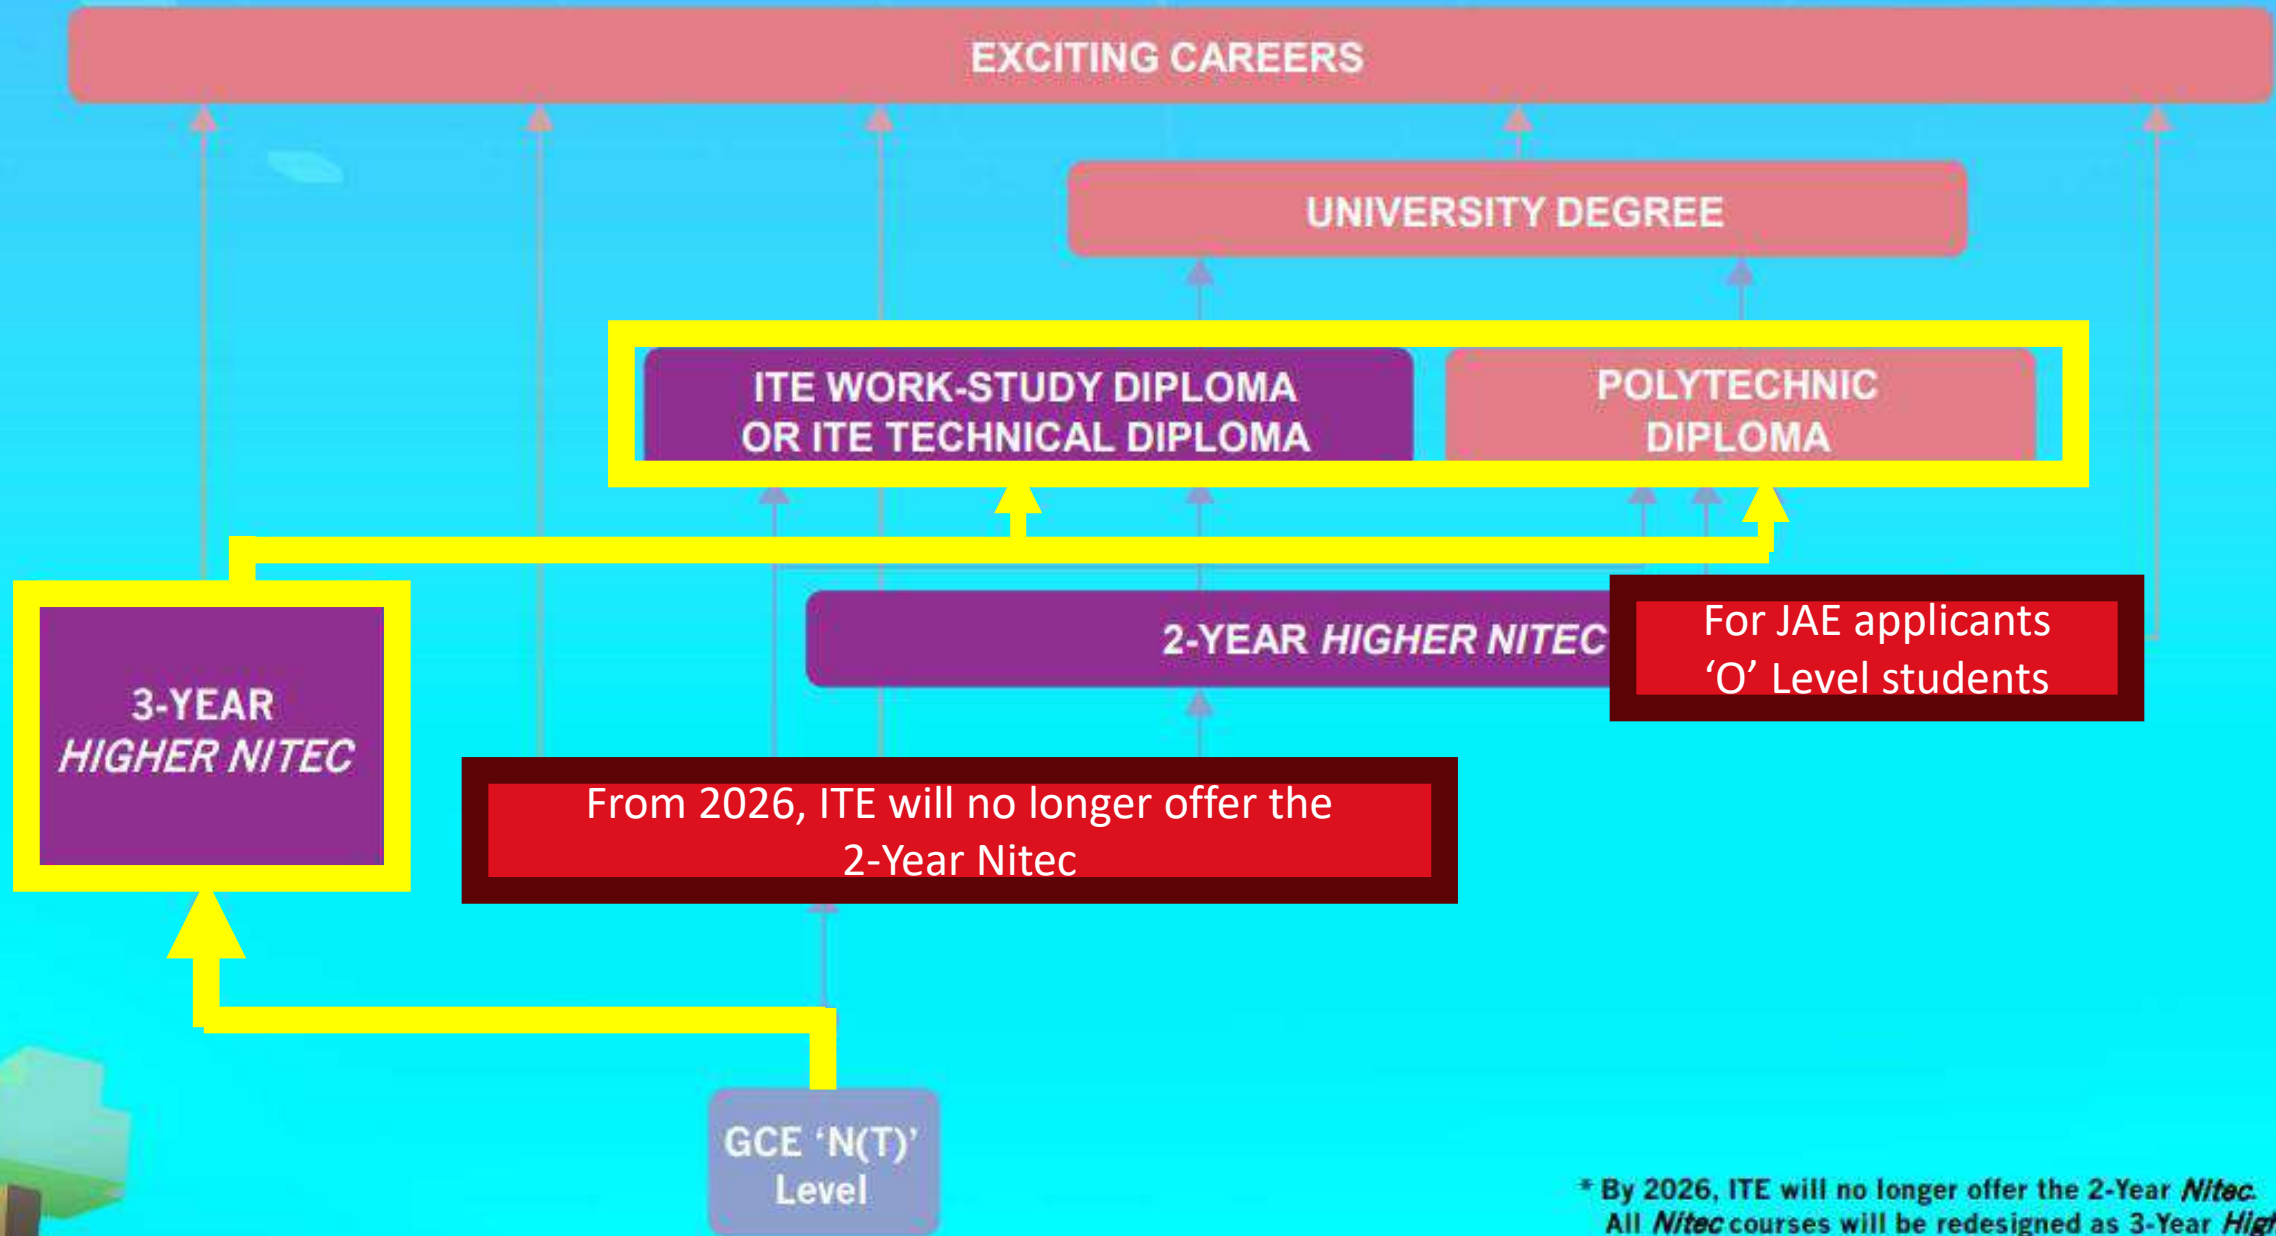 EXCITING CAREERS
UNIVERSITY DEGREE
ITE WORK-STUDY DIPLOMA
OR ITE TECHNICAL DIPLOMA
POLYTECHNIC
DIPLOMA
2-YEAR HIGHER NITEC
For JAE applicants
‘O’ Level students
3-YEAR
HIGHER NITEC
From 2026, ITE will no longer offer the
2-Year Nitec
GCE ‘N(T)’
Level
* By 2026, ITE will no longer offer the 2-Year Nitec.
All Nitec courses will be redesigned as 3-Year